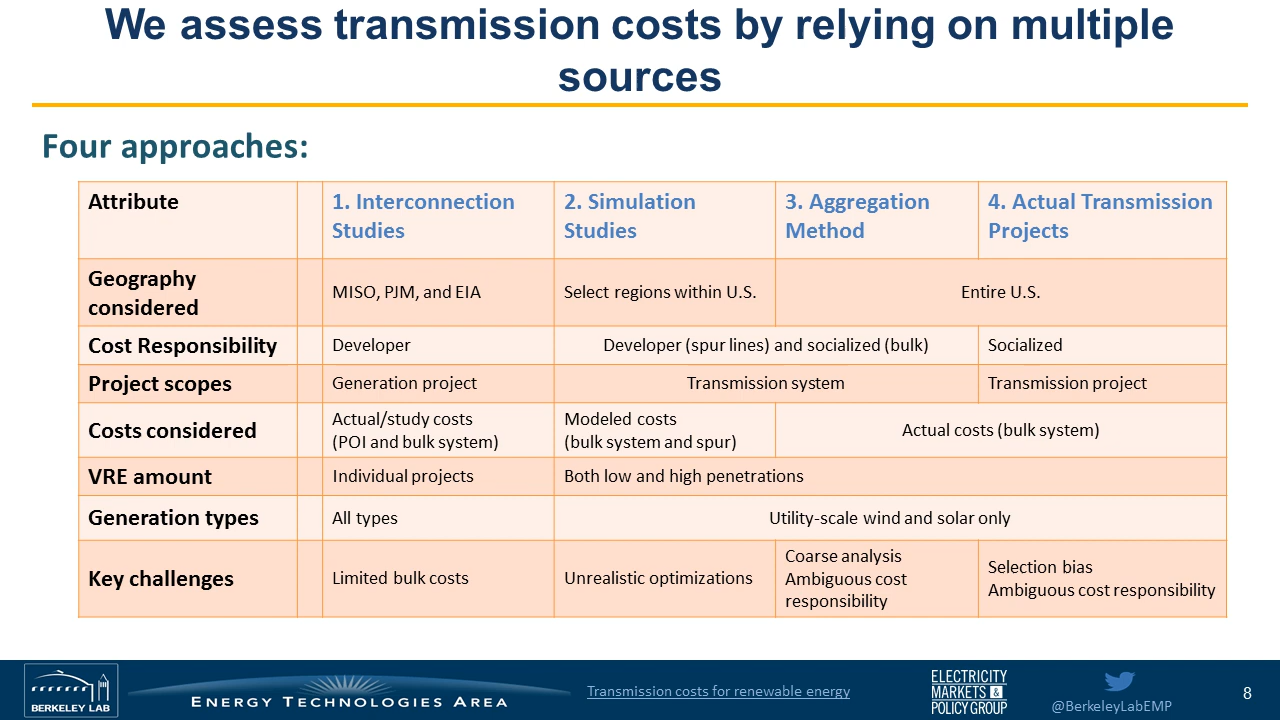 We assess transmission costs by relying on multiple
sources
Four approaches:
Attribute
1. Interconnection
Studies
2. Simulation
Studies
3. Aggregation
Method
4. Actual Transmission
Projects
Geography
considered
MISO, PJM, and EIA
Select regions within U.S.
Entire U.S.
Cost Responsibility
Developer
Developer (spur lines) and socialized (bulk)
Socialized
Project scopes
Generation project
Transmission system
Transmission project
Costs considered
Actual/study costs
(POI and bulk system)
Modeled costs
(bulk system and spur)
Actual costs (bulk system)
VRE amount
Individual projects
Both low and high penetrations
Generation types
All types
Utility-scale wind and solar only
Key challenges
Limited bulk costs
Unrealistic optimizations
Coarse analysis
Ambiguous cost
responsibility
Selection bias
Ambiguous cost responsibility
BERKELEY LAB
ENERGY TECHNOLOGIES AREA
Transmission costs for renewable energy
ELECTRICITY
MARKETS &
POLICY GROUP
@BerkeleyLabEMP
8